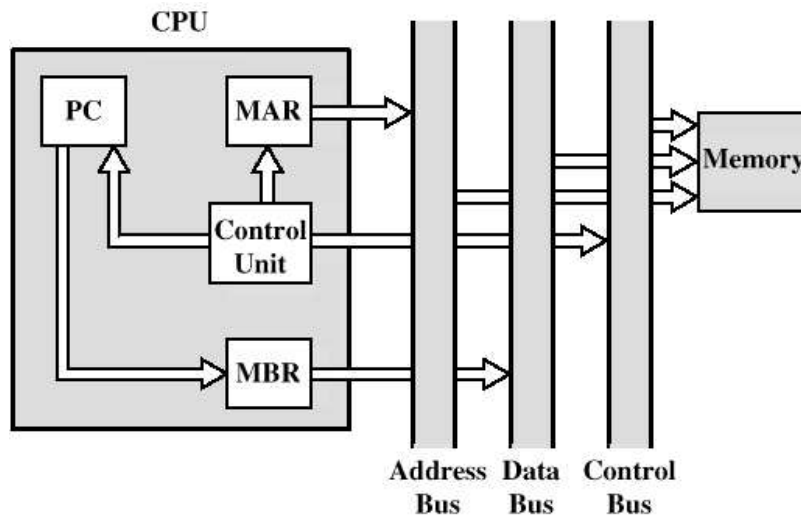 CPU
PC
MAR
Memory
Control
Unit
MBR
Address
Bus
Data
Bus
Control
Bus